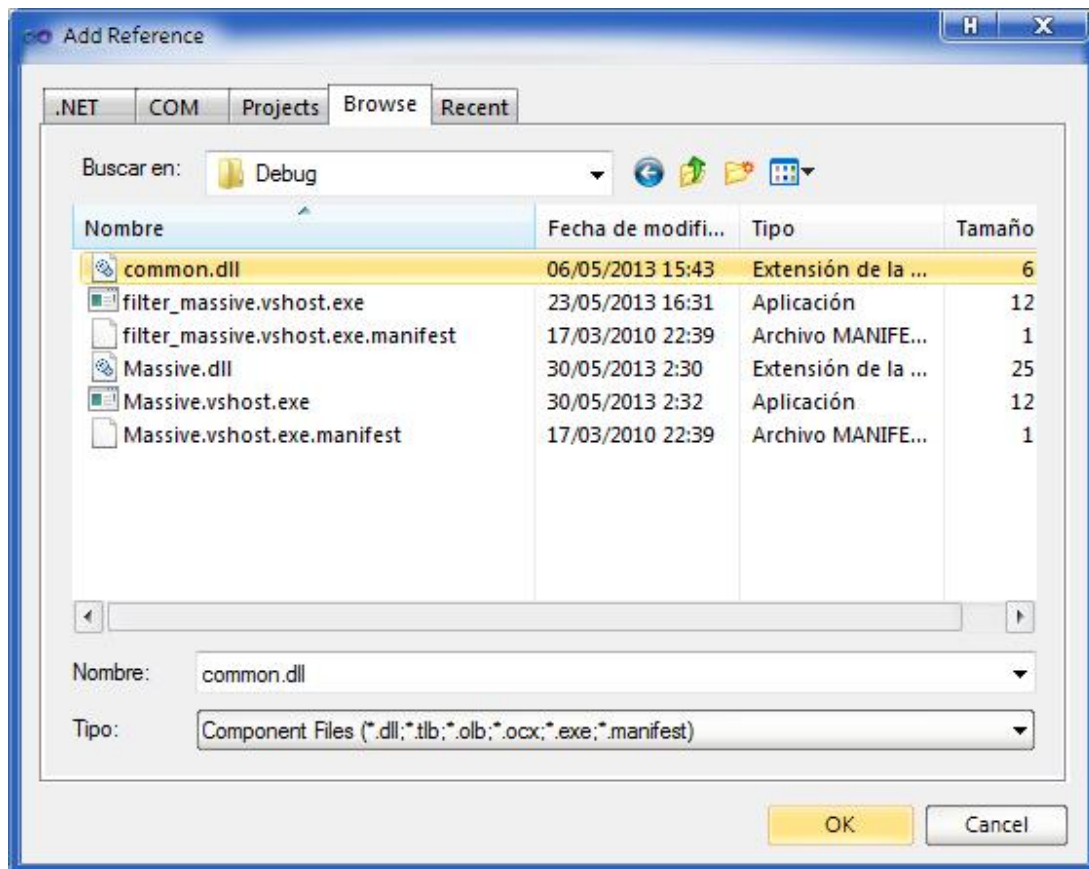 Add Reference
.NET COM Projects Browse Recent
Buscar en: Debug
Nombre Fecha de modifi... Tipo Tamaño
common.dll 06/05/2013 15:43 Extensión de la ... 6
filter_massive.vshost.exe 23/05/2013 16:31 Aplicación 12
filter_massive.vshost.exe.manifest 17/03/2010 22:39 Archivo MANIFE... 1
Massive.dll 30/05/2013 2:30 Extensión de la ... 25
Massive.vshost.exe 30/05/2013 2:32 Aplicación 12
Massive.vshost.exe.manifest 17/03/2010 22:39 Archivo MANIFE... 1
Nombre: common.dll
Tipo: Component Files (*.dll;*.tlb;*.olb;*.ocx;*.exe;*.manifest)
OK Cancel